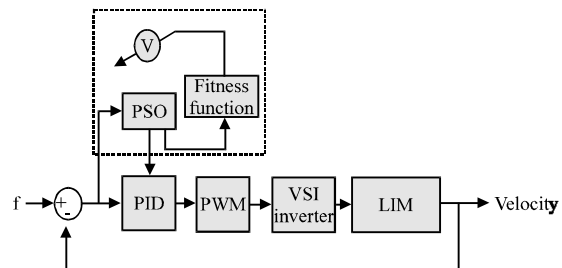 V
Fitness
function
PSO
f
+
-
PID
PWM
VSI
inverter
LIM
Velocity